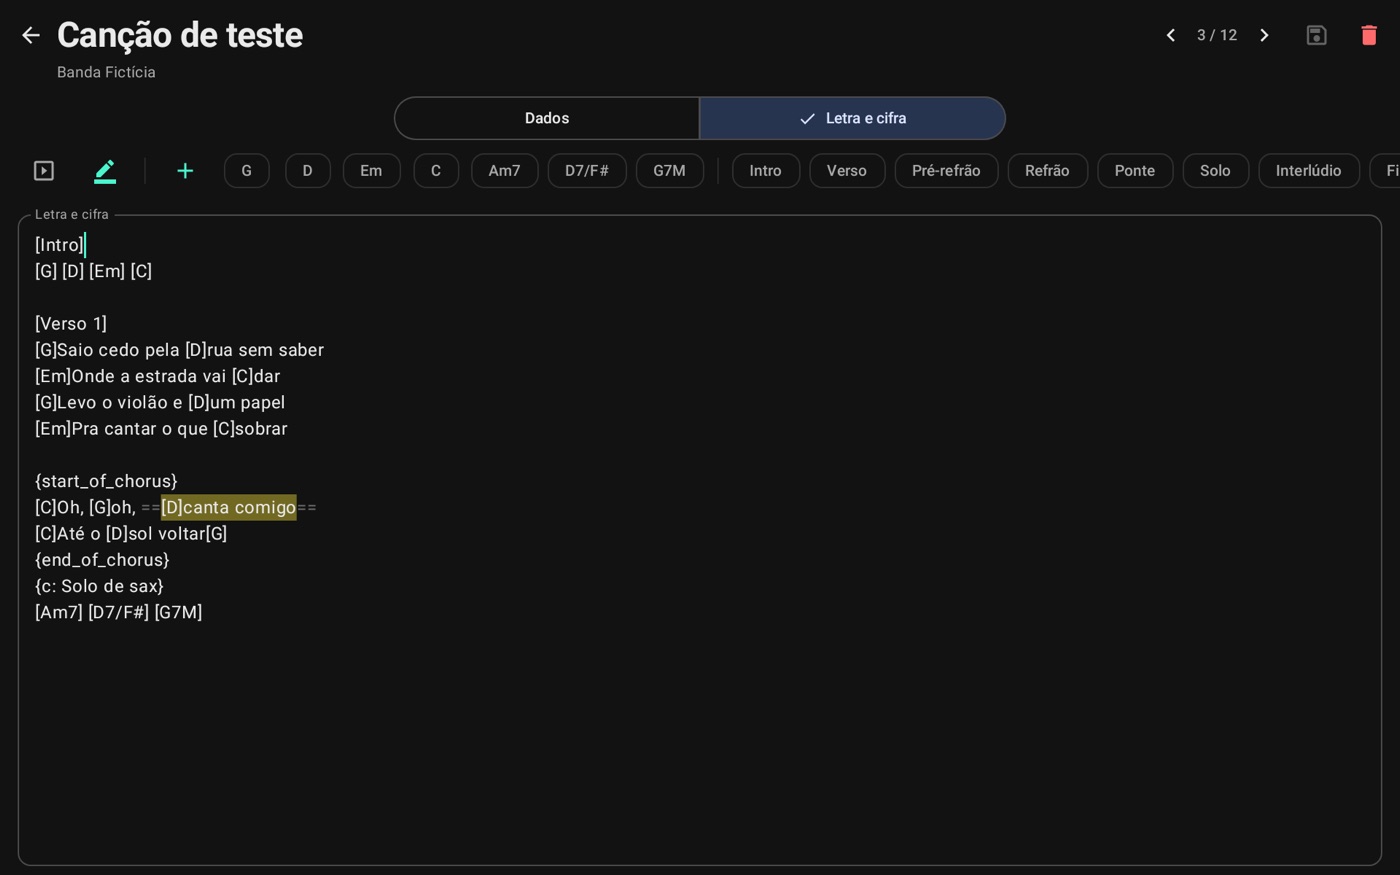 Canção de teste
Banda Fictícia
3 / 12
Dados
Letra e cifra
G D Em C Am7 D7/F# G7M Intro Verso Pré-refrão Refrão Ponte Solo Interlúdio Fi
Letra e cifra
[Intro]
[G] [D] [Em] [C]
[Verso 1]
[G]Saio cedo pela [D]rua sem saber
[Em]Onde a estrada vai [C]dar
[G]Levo o violão e [D]um papel
[Em]Pra cantar o que [C]sobrar
{start_of_chorus}
[C]Oh, [G]oh, ==[D]canta comigo==
[C]Até o [D]sol voltar[G]
{end_of_chorus}
{c: Solo de sax}
[Am7] [D7/F#] [G7M]